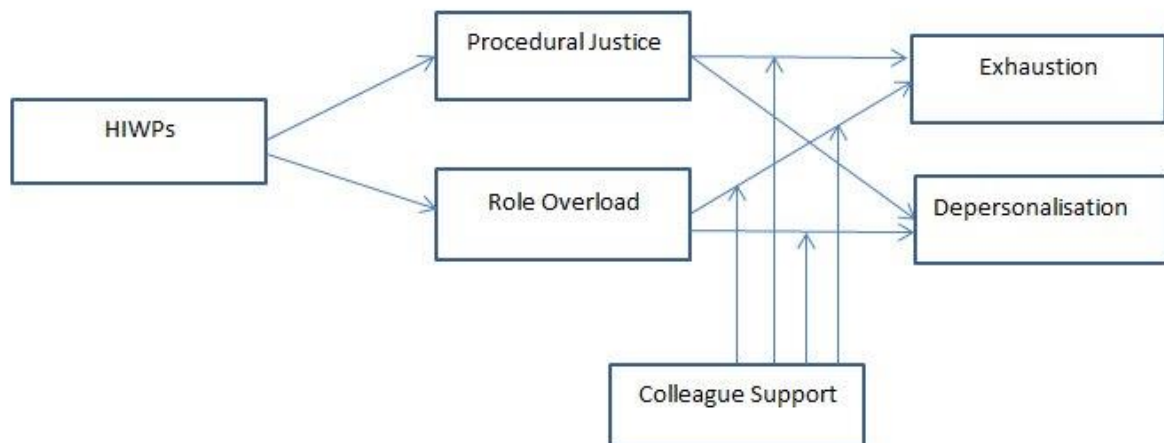 Procedural Justice
Exhaustion
HIWPs
Role Overload
Depersonalisation
Colleague Support